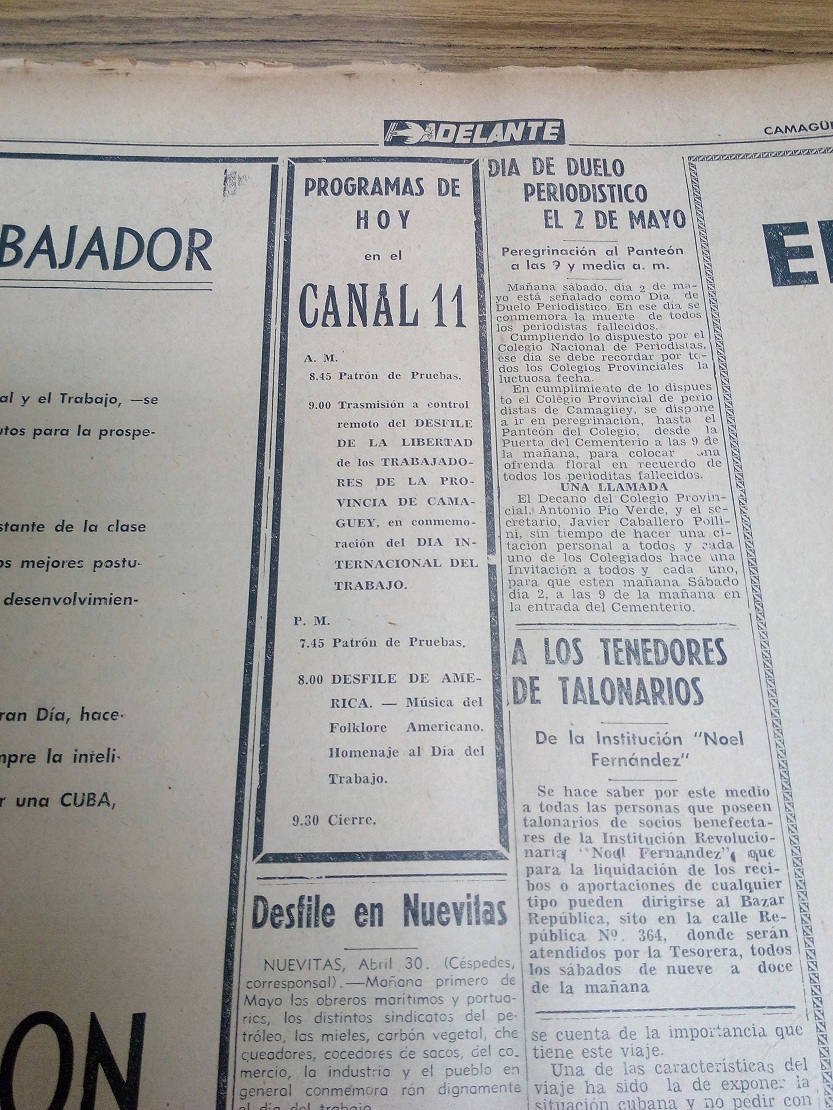 ADELANTE
CAMAGÜ
BAJADOR
al y el Trabajo, —se
utos para la prospe-
stante de la clase
os mejores postu-
desenvolvimien-
ran Día, hace-
mpre la inteli-
r una CUBA,
ON
PROGRAMAS DE
HOY
en el
CANAL 11
A. M.
8.45 Patrón de Pruebas.
9.00 Trasmisión a control
remoto del DESFILE
DE LA LIBERTAD
de los TRABAJADO-
RES DE LA PRO-
VINCIA DE CAMA-
GUEY, en conmemo-
ración del DIA IN-
TERNACIONAL DEL
TRABAJO.
P. M.
7.45 Patrón de Pruebas.
8.00 DESFILE DE AME-
RICA. — Música del
Folklore Americano.
Homenaje al Día del
Trabajo.
9.30 Cierre.
Desfile en Nuevitas
NUEVITAS, Abril 30. (Céspedes,
corresponsal).—Mañana primero de
Mayo los obreros marítimos y portua-
rios, los distintos sindicatos del pe-
tróleo, las mieles, carbón vegetal, che
queadores, cocedores de sacos, del co-
mercio, la industria y el pueblo en
general conmemora rán dignamente
el día del trabajo
DIA DE DUELO
PERIODISTICO
EL 2 DE MAYO
Peregrinación al Panteón
a las 9 y media a. m.
Mañana sábado, día 2 de ma-
yo está señalado como Día de
Duelo Periodístico. En ese día se
conmemora la muerte de todos
los periodistas fallecidos.
Cumpliendo lo dispuesto por el
Colegio Nacional de Periodistas,
ese día se debe recordar por to-
dos los Colegios Provinciales la
luctuosa fecha.
En cumplimiento de lo dispues
to el Colegio Provincial de perio
distas de Camagüey, se dispone
a ir en peregrinación, hasta el
Panteón del Colegio, desde la
Puerta del Cementerio a las 9 de
la mañana, para colocar una
ofrenda floral en recuerdo de
todos los perioditas fallecidos.
UNA LLAMADA
El Decano del Colegio Provin-
cial, Antonio Pío Verde, y el se-
cretario, Javier Caballero Polli-
ni, sin tiempo de hacer una ci-
tación personal a todos y cada
uno de los Colegiados hace una
Invitación a todos y cada uno,
para que esten mañana Sábado
día 2, a las 9 de la mañana en
la entrada del Cementerio.
A LOS TENEDORES
DE TALONARIOS
De la Institución "Noel
Fernández"
Se hace saber por este medio
a todas las personas que poseen
talonarios de socios benefecta-
res de la Institución Revolucio-
naria "Noel Fernández", que
para la liquidación de los reci-
bos o aportaciones de cualquier
tipo pueden dirigirse al Bazar
República, sito en la calle Re-
pública Nº. 364, donde serán
atendidos por la Tesorera, todos
los sábados de nueve a doce
de la mañana
se cuenta de la importancia que
tiene este viaje.
Una de las características del
viaje ha sido la de exponer la
situación cubana y no pedir con